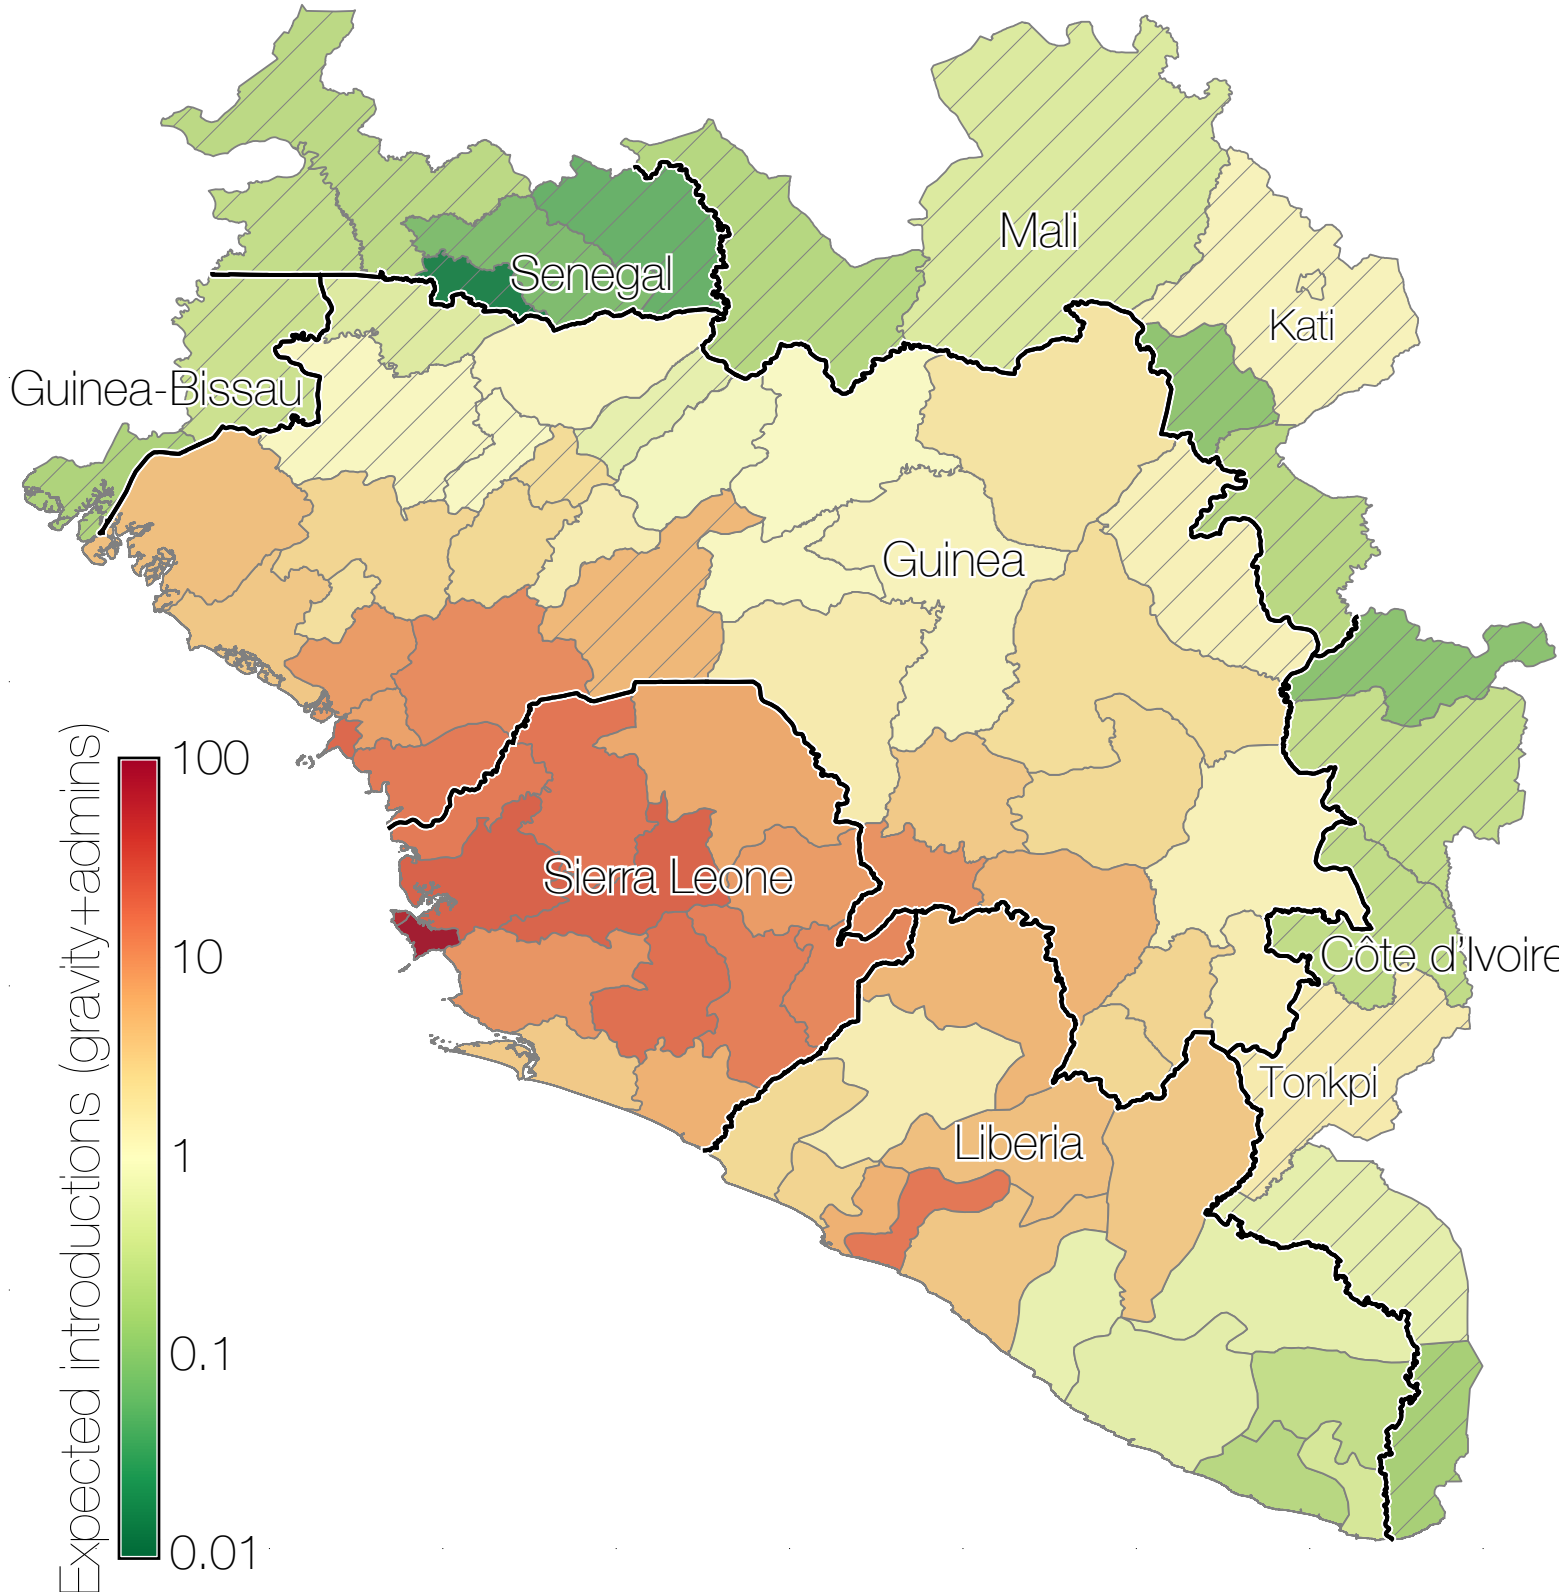 Mali
Senegal
Kati
Guinea-Bissau
Guinea
Expected introductions (gravity+admins)
100
10
1
0.1
0.01
Sierra Leone
Côte d'Ivoire
Tonkpi
Liberia